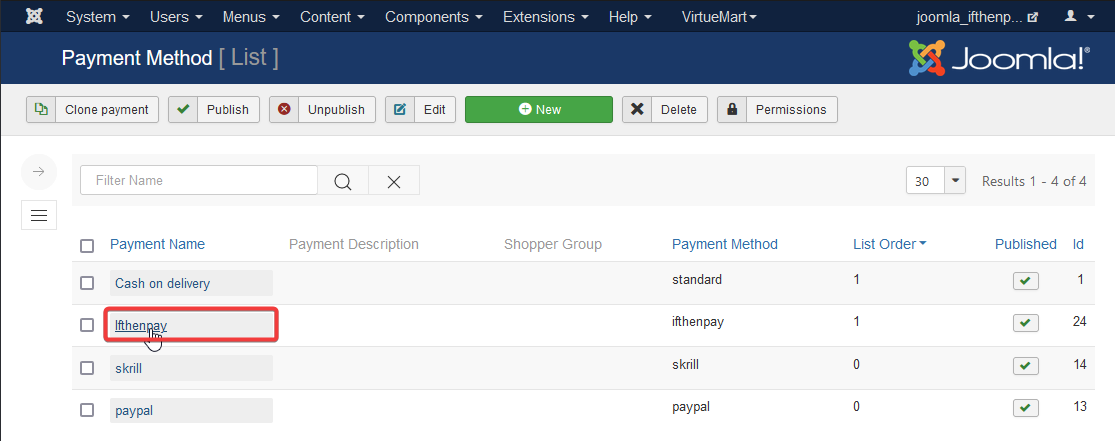 System Users Menus Content Components Extensions Help VirtueMart joomla_ifthenp...
Payment Method [ List ] Joomla!®
Clone payment Publish Unpublish Edit New Delete Permissions
Filter Name 30 Results 1 - 4 of 4
Payment Name Payment Description Shopper Group Payment Method List Order Published Id
Cash on delivery standard 1 1
Ifthenpay ifthenpay 1 24
skrill skrill 0 14
paypal paypal 0 13